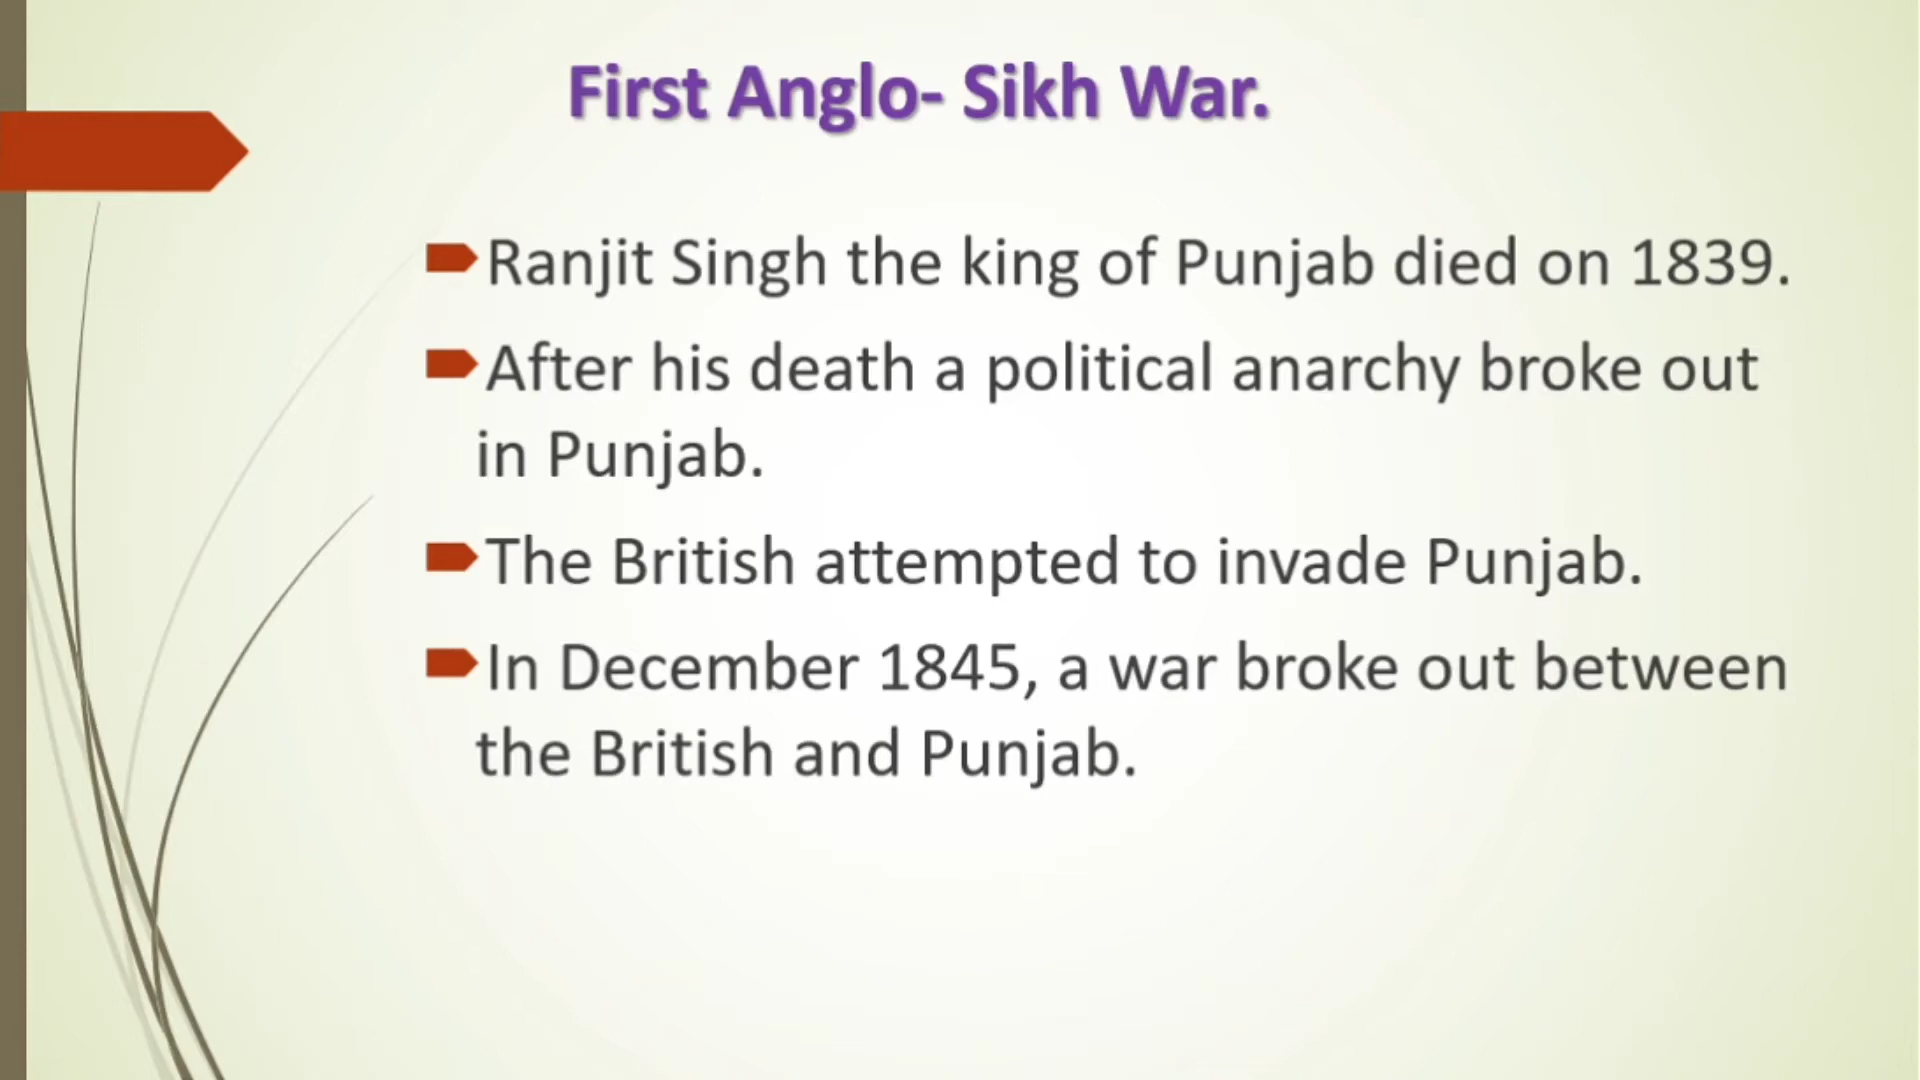 First Anglo- Sikh War.
Ranjit Singh the king of Punjab died on 1839.
After his death a political anarchy broke out
in Punjab.
The British attempted to invade Punjab.
In December 1845, a war broke out between
the British and Punjab.